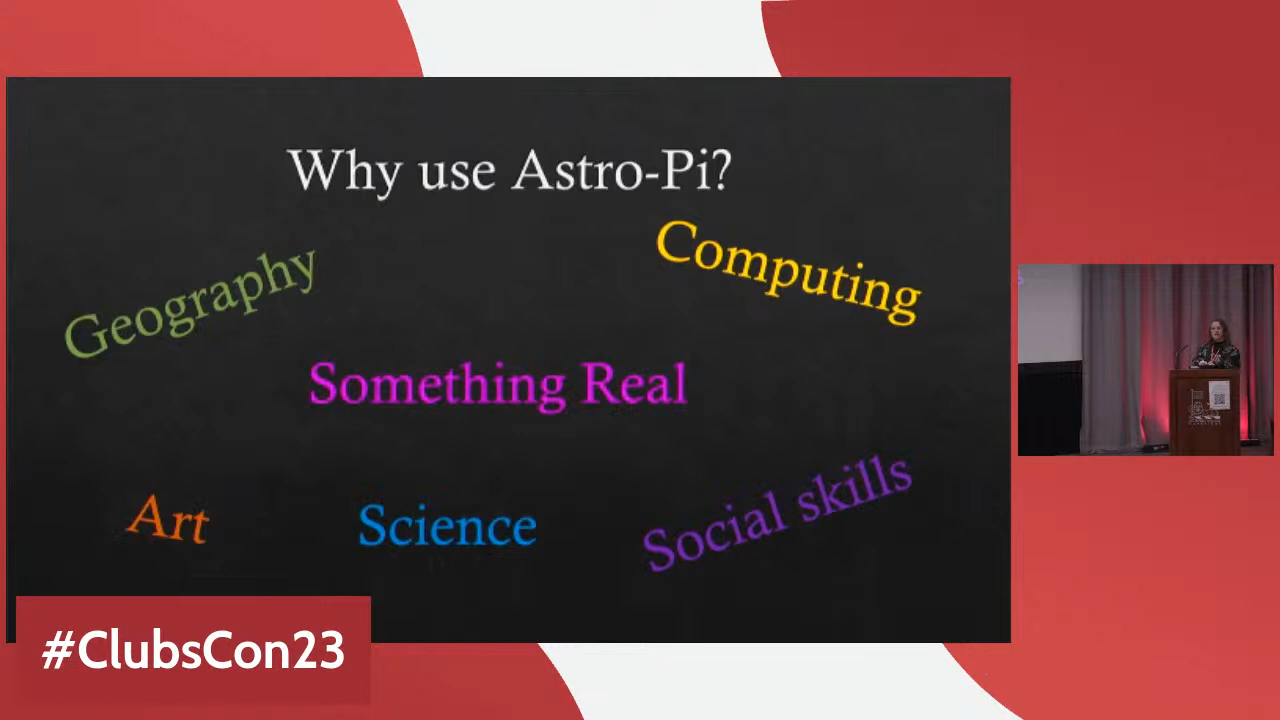 Why use Astro-Pi?
Geography
Computing
Something Real
Art
Science
Social skills
#ClubsCon23